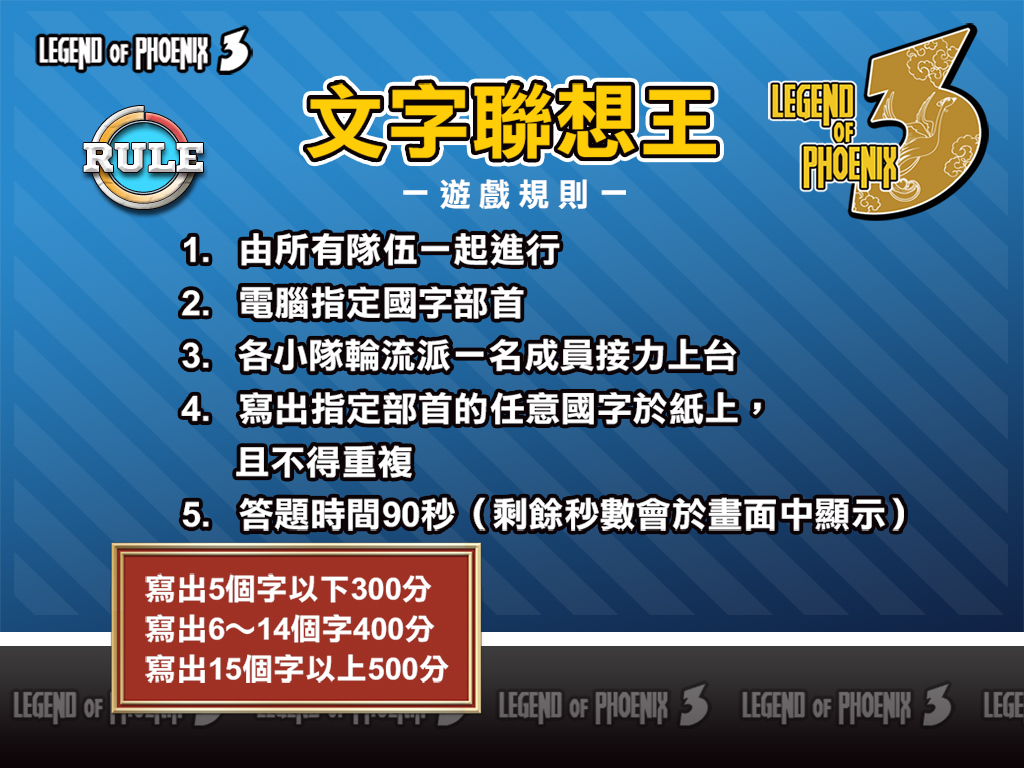 LEGEND OF PHOENIX 3
LEGEND OF PHOENIX 3
RULE
文字聯想王
－遊戲規則－
1. 由所有隊伍一起進行
2. 電腦指定國字部首
3. 各小隊輪流派一名成員接力上台
4. 寫出指定部首的任意國字於紙上，
且不得重複
5. 答題時間90秒（剩餘秒數會於畫面中顯示）
寫出5個字以下300分
寫出6～14個字400分
寫出15個字以上500分
LEGEND OF PHOENIX 3 LEGEND OF PHOENIX 3 LEGE